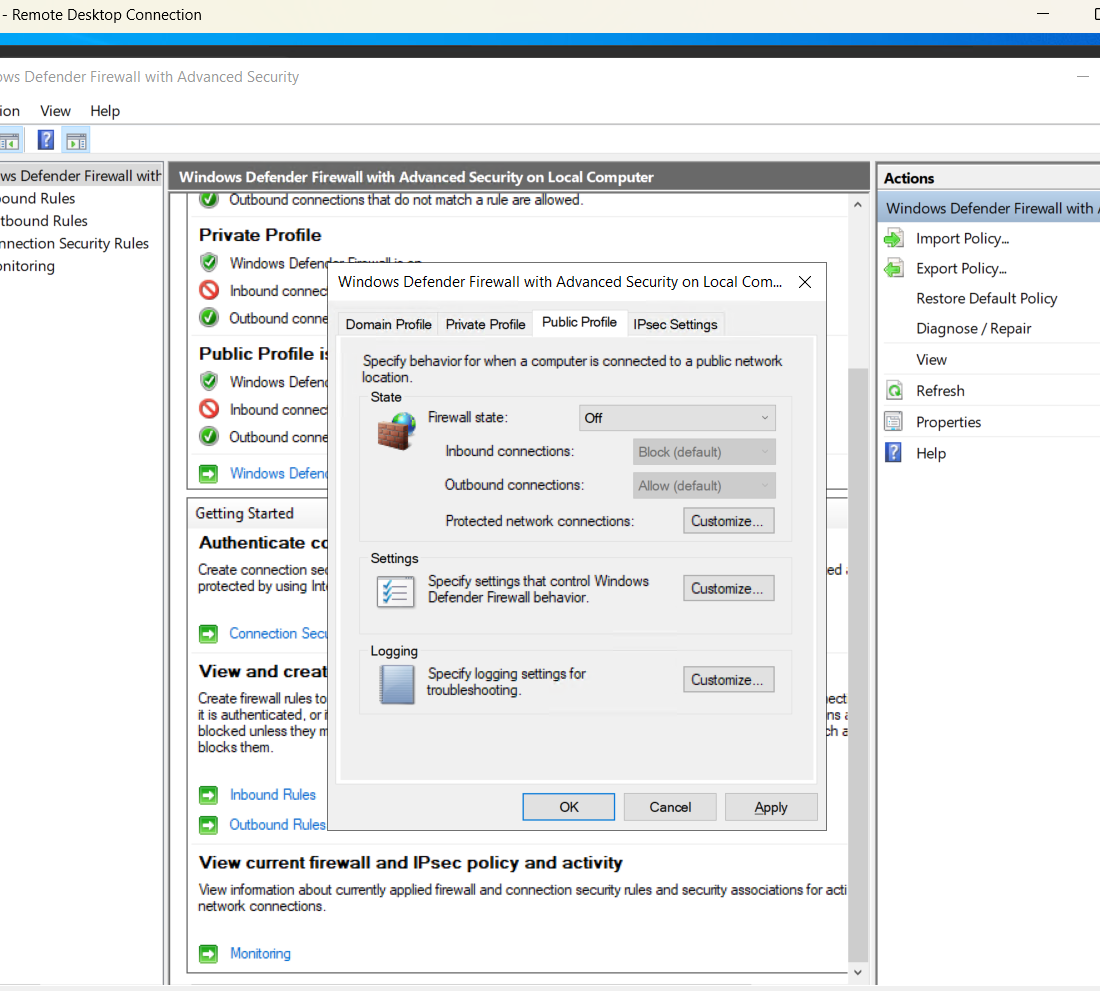 - Remote Desktop Connection
ows Defender Firewall with Advanced Security
ion View Help
ws Defender Firewall with
ound Rules
tbound Rules
nnection Security Rules
onitoring
Windows Defender Firewall with Advanced Security on Local Computer
Outbound connections that do not match a rule are allowed.
Private Profile
Windows Defender Firewall is on.
Inbound connec
Outbound conne
Public Profile is
Windows Defend
Inbound connec
Outbound conne
Windows Defend
Getting Started
Authenticate cc
Create connection sec
ed a
protected by using Inte
Connection Secu
View and creat
Create firewall rules to
nect
it is authenticated, or i
ns a
blocked unless they m
ch a
blocks them.
Inbound Rules
Outbound Rules
View current firewall and IPsec policy and activity
View information about currently applied firewall and connection security rules and security associations for acti
network connections.
Monitoring
Windows Defender Firewall with Advanced Security on Local Com...
Domain Profile Private Profile Public Profile IPsec Settings
Specify behavior for when a computer is connected to a public network
location.
State
Firewall state: Off
Inbound connections: Block (default)
Outbound connections: Allow (default)
Protected network connections: Customize...
Settings
Specify settings that control Windows
Defender Firewall behavior.
Customize...
Logging
Specify logging settings for
troubleshooting.
Customize...
OK Cancel Apply
Actions
Windows Defender Firewall with A
Import Policy...
Export Policy...
Restore Default Policy
Diagnose / Repair
View
Refresh
Properties
Help